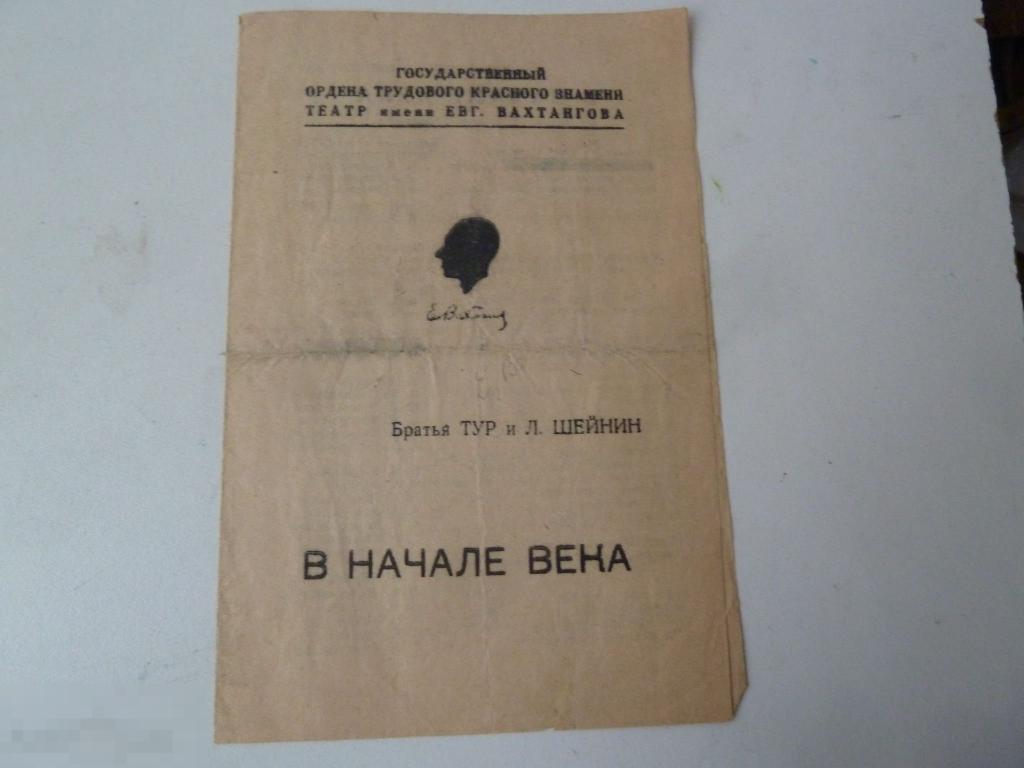 ГОСУДАРСТВЕННЫЙ
ОРДЕНА ТРУДОВОГО КРАСНОГО ЗНАМЕНИ
ТЕАТР имени ЕВГ. ВАХТАНГОВА
Братья ТУР и Л. ШЕЙНИН
В НАЧАЛЕ ВЕКА